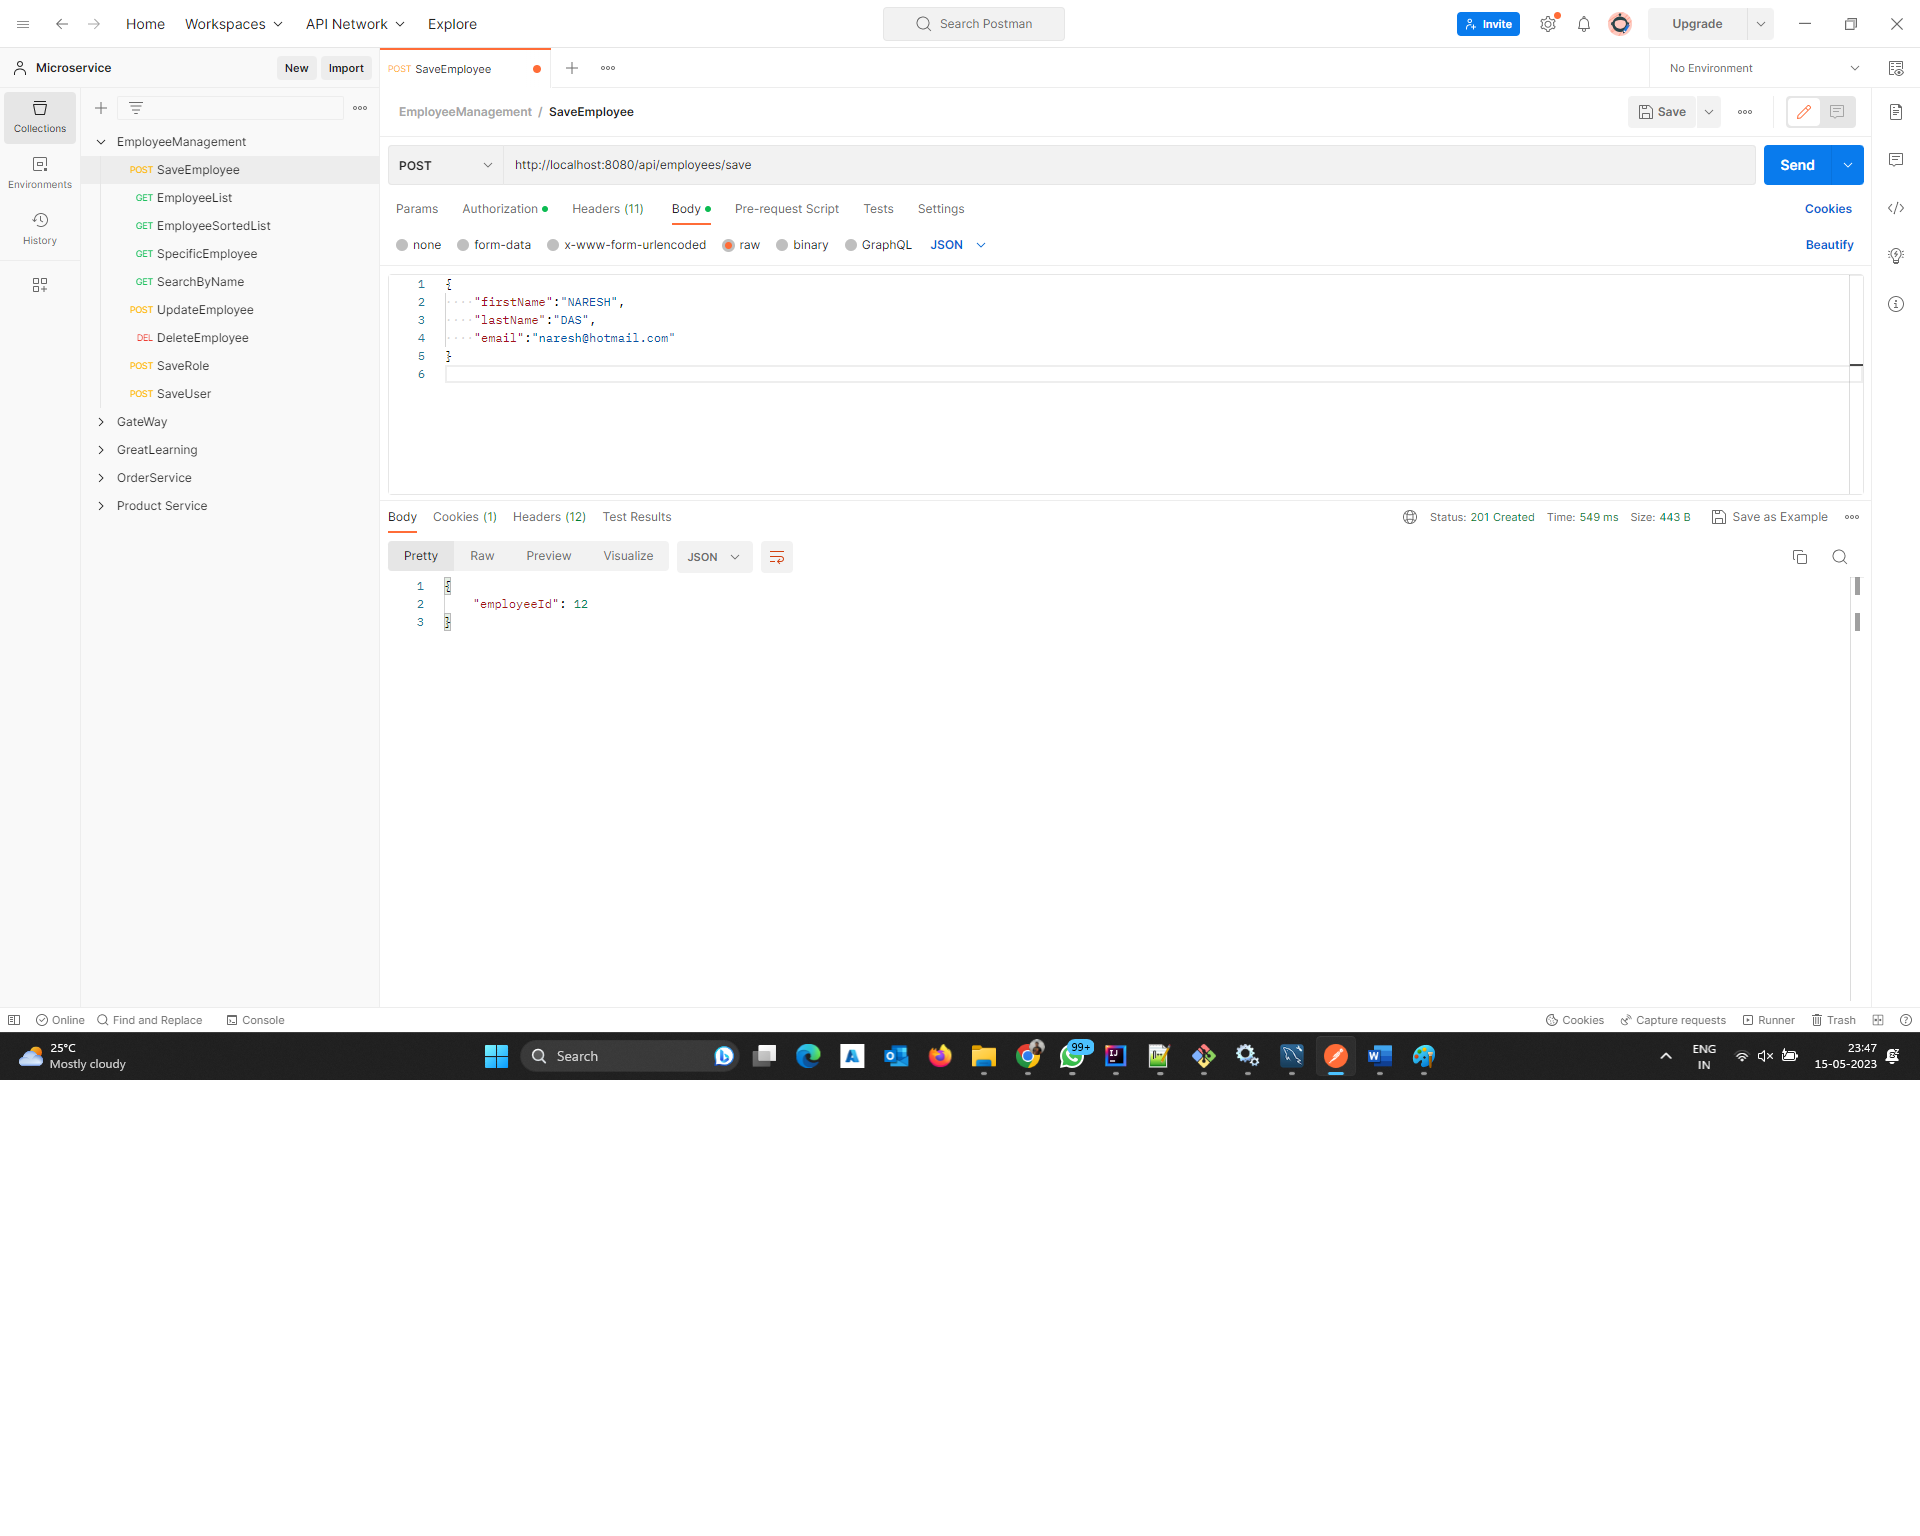 Home Workspaces API Network Explore Search Postman Invite Upgrade
Microservice New Import POST SaveEmployee No Environment
Collections
Environments
History
EmployeeManagement
POST SaveEmployee
GET EmployeeList
GET EmployeeSortedList
GET SpecificEmployee
GET SearchByName
POST UpdateEmployee
DEL DeleteEmployee
POST SaveRole
POST SaveUser
GateWay
GreatLearning
OrderService
Product Service
EmployeeManagement / SaveEmployee Save
POST http://localhost:8080/api/employees/save Send
Params Authorization Headers (11) Body Pre-request Script Tests Settings Cookies
none form-data x-www-form-urlencoded raw binary GraphQL JSON Beautify
1 {
2 "firstName":"NARESH",
3 "lastName":"DAS",
4 "email":"naresh@hotmail.com"
5 }
6
Body Cookies (1) Headers (12) Test Results Status: 201 Created Time: 549 ms Size: 443 B Save as Example
Pretty Raw Preview Visualize JSON
1 {
2 "employeeId": 12
3 }
Online Find and Replace Console Cookies Capture requests Runner Trash
25°C
Mostly cloudy
Search
99+
ENG
IN
23:47
15-05-2023